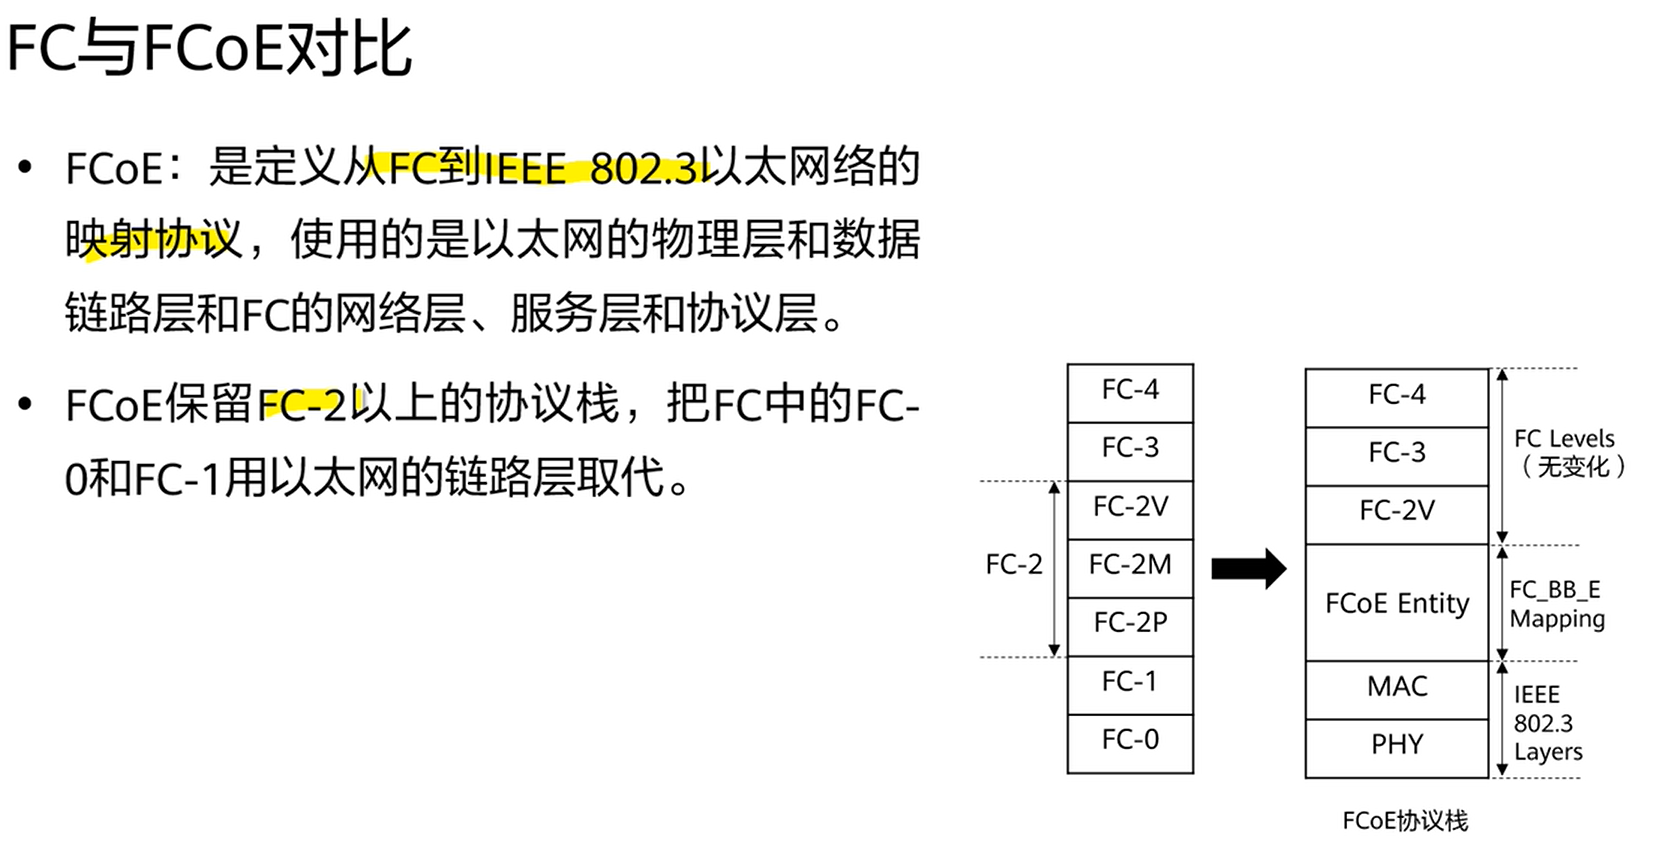 FC与FCoE对比
• FCoE：是定义从FC到IEEE 802.3以太网络的
映射协议，使用的是以太网的物理层和数据
链路层和FC的网络层、服务层和协议层。
• FCoE保留FC-2以上的协议栈，把FC中的FC-
0和FC-1用以太网的链路层取代。
FC-4
FC-3
FC-2V
FC-2M
FC-2P
FC-1
FC-0
FC-2
FC-4
FC-3
FC-2V
FCoE Entity
MAC
PHY
FC Levels
（无变化）
FC_BB_E
Mapping
IEEE
802.3
Layers
FCoE协议栈